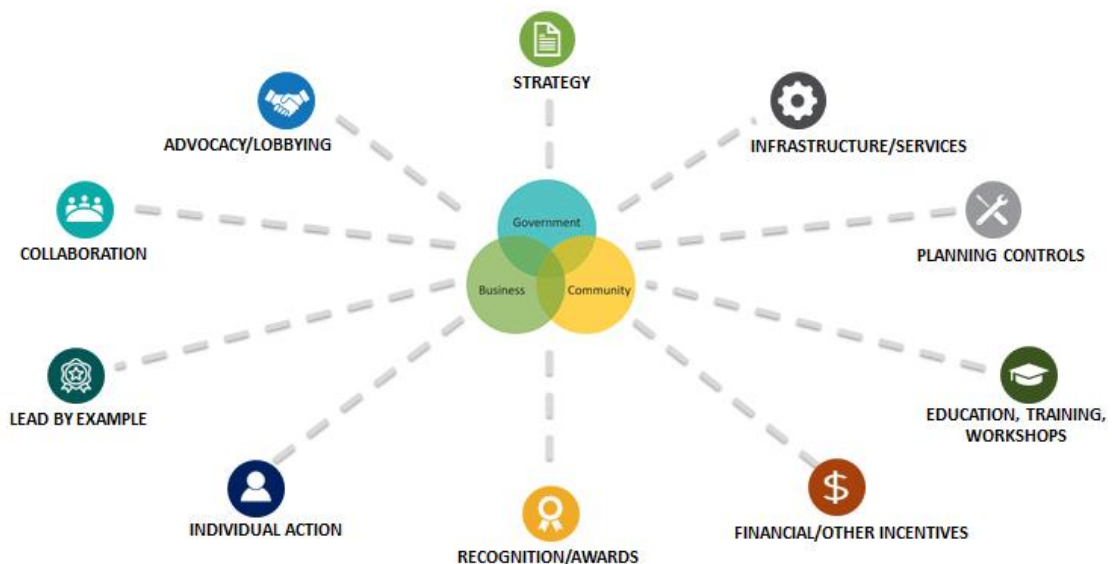 STRATEGY
ADVOCACY/LOBBYING
INFRASTRUCTURE/SERVICES
COLLABORATION
Government
PLANNING CONTROLS
Business
Community
LEAD BY EXAMPLE
EDUCATION, TRAINING,
WORKSHOPS
INDIVIDUAL ACTION
$
FINANCIAL/OTHER INCENTIVES
RECOGNITION/AWARDS